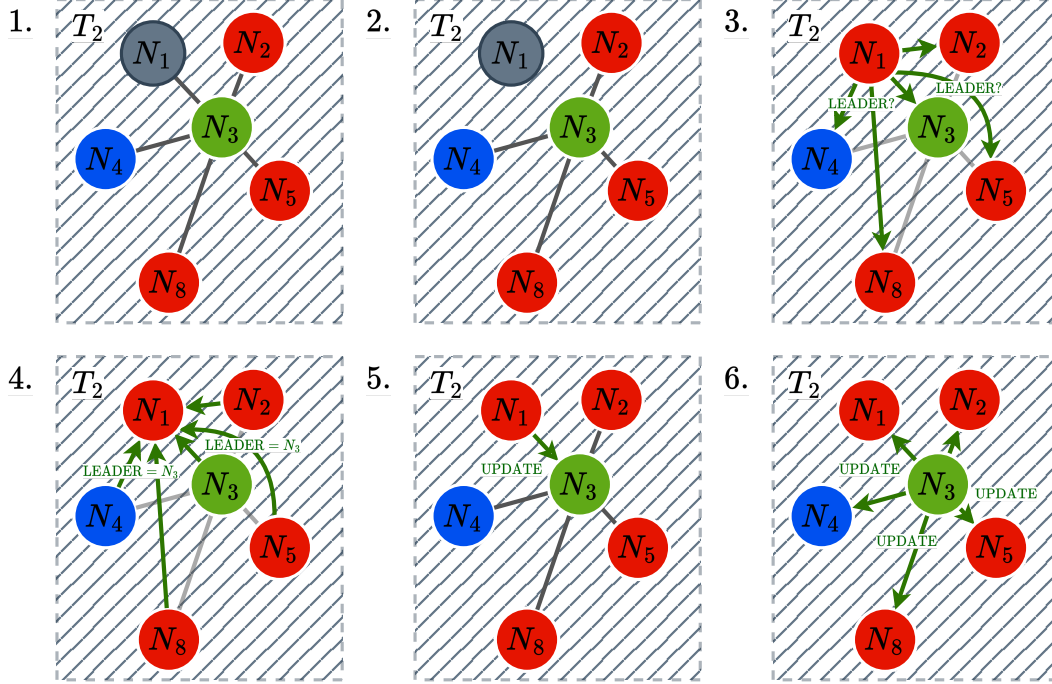 1.
T₂
N₁
N₂
N₃
N₄
N₅
N₈
2.
T₂
N₁
N₂
N₃
N₄
N₅
N₈
3.
T₂
N₁
N₂
LEADER?
LEADER?
N₃
N₄
N₅
N₈
4.
T₂
N₁
N₂
LEADER = N₃
LEADER = N₃
N₃
N₄
N₅
N₈
5.
T₂
N₁
N₂
UPDATE
N₃
N₄
N₅
N₈
6.
T₂
N₁
N₂
UPDATE
N₃
UPDATE
N₄
UPDATE
N₅
N₈